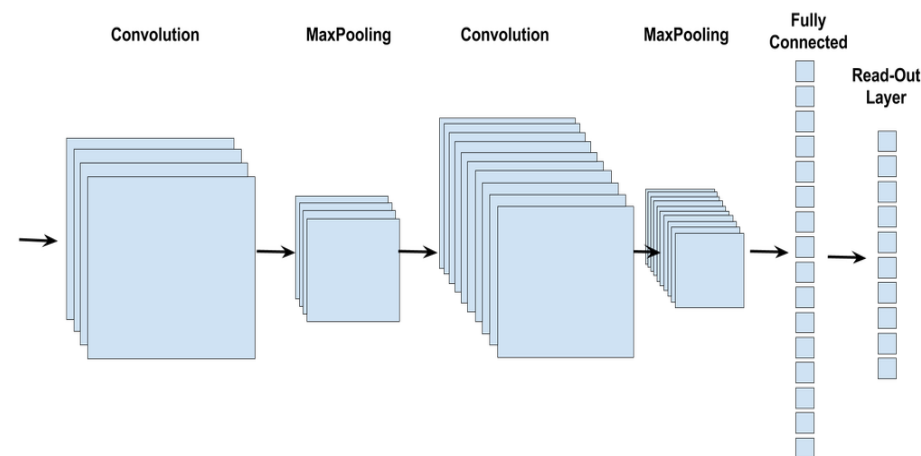 Convolution
MaxPooling
Convolution
MaxPooling
Fully
Connected
Read-Out
Layer